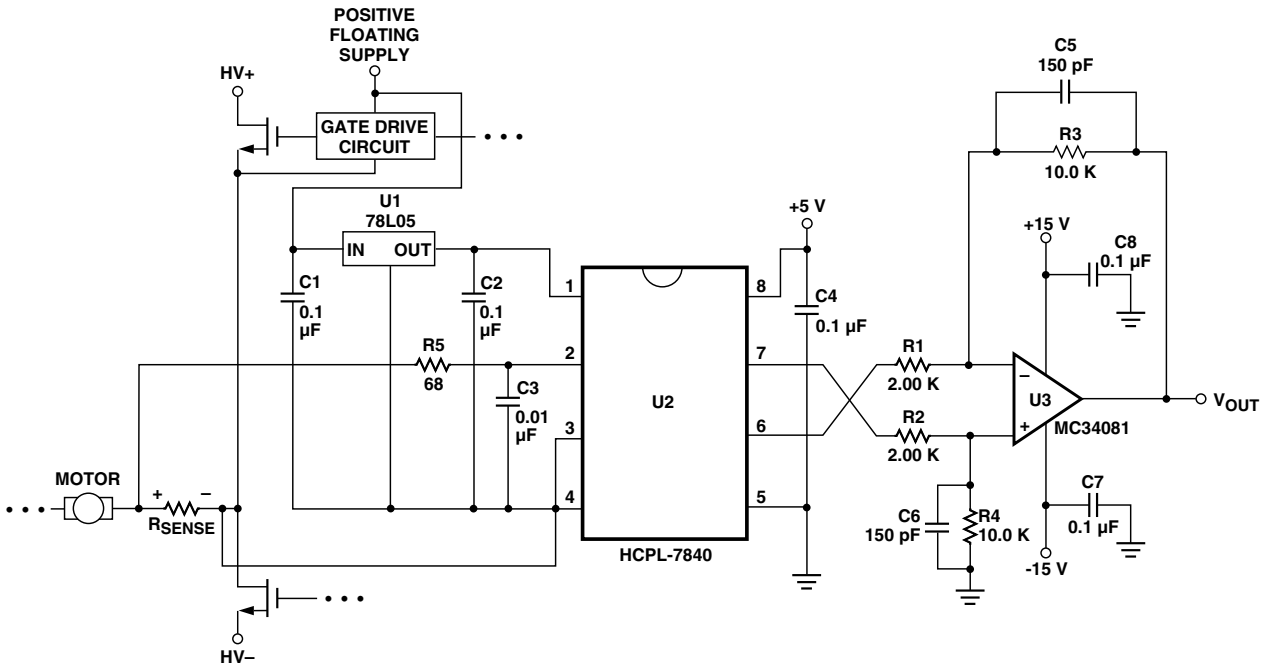 POSITIVE
FLOATING
SUPPLY
HV+
GATE DRIVE
CIRCUIT
• • •
U1
78L05
IN OUT
C1
0.1
µF
C2
0.1
µF
R5
68
C3
0.01
µF
MOTOR
• • •
+ –
RSENSE
• • •
HV–
1
2
3
4
U2
8
7
6
5
HCPL-7840
+5 V
C4
0.1 µF
R1
2.00 K
R2
2.00 K
C5
150 pF
R3
10.0 K
+15 V
C8
0.1 µF
–
U3
+
MC34081
VOUT
C6
150 pF
R4
10.0 K
C7
0.1 µF
-15 V